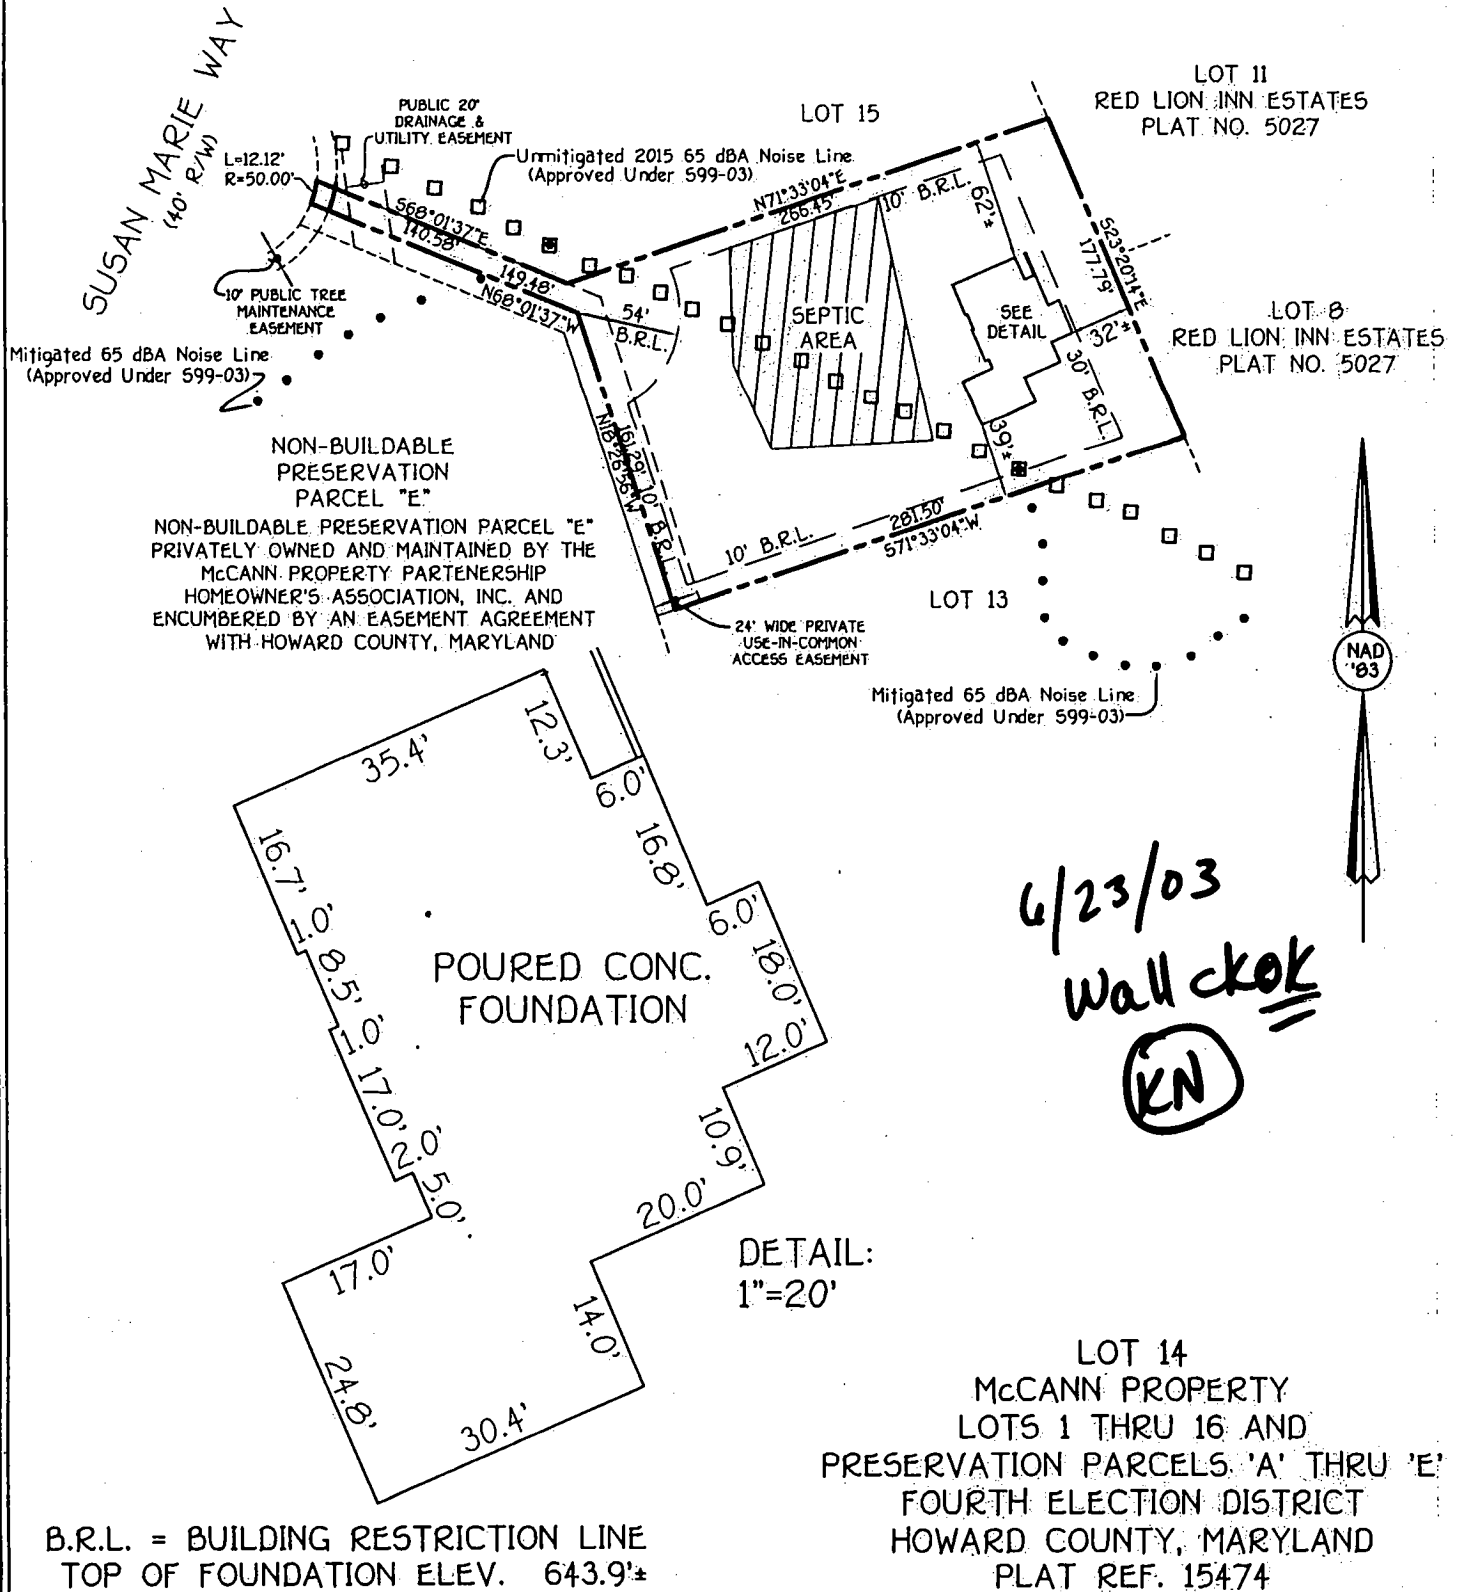 SUSAN MARIE WAY
(40' R/W)
L=12.12'
R=50.00'
PUBLIC 20'
DRAINAGE &
UTILITY EASEMENT
Unmitigated 2015 65 dBA Noise Line
(Approved Under S99-03)
LOT 15
LOT 11
RED LION INN ESTATES
PLAT NO. 5027
S68°01'37"E
140.58'
149.48'
N68°01'37"W
N71°33'04"E
266.45'
10' B.R.L.
62'±
S23°20'14"E
177.79'
10' PUBLIC TREE
MAINTENANCE
EASEMENT
54'
B.R.L.
SEPTIC
AREA
SEE
DETAIL
32'±
30' B.R.L.
LOT 8
RED LION INN ESTATES
PLAT NO. 5027
Mitigated 65 dBA Noise Line
(Approved Under S99-03)
NON-BUILDABLE
PRESERVATION
PARCEL "E"
NON-BUILDABLE PRESERVATION PARCEL "E"
PRIVATELY OWNED AND MAINTAINED BY THE
McCANN PROPERTY PARTENERSHIP
HOMEOWNER'S ASSOCIATION, INC. AND
ENCUMBERED BY AN EASEMENT AGREEMENT
WITH HOWARD COUNTY, MARYLAND
161.29'
N18°26'56"W
10' B.R.L.
39'±
10' B.R.L.
281.50'
S71°33'04"W
LOT 13
24' WIDE PRIVATE
USE-IN-COMMON
ACCESS EASEMENT
Mitigated 65 dBA Noise Line
(Approved Under S99-03)
NAD
'83
35.4'
12.3'
6.0'
16.8'
6.0'
18.0'
12.0'
10.9'
20.0'
14.0'
30.4'
24.8'
17.0'
5.0'
2.0'
17.0'
1.0'
8.5'
1.0'
16.7'
POURED CONC.
FOUNDATION
6/23/03
Wall ck OK
KN
DETAIL:
1"=20'
LOT 14
McCANN PROPERTY
LOTS 1 THRU 16 AND
PRESERVATION PARCELS 'A' THRU 'E'
FOURTH ELECTION DISTRICT
HOWARD COUNTY, MARYLAND
PLAT REF. 15474
B.R.L. = BUILDING RESTRICTION LINE
TOP OF FOUNDATION ELEV. 643.9'±